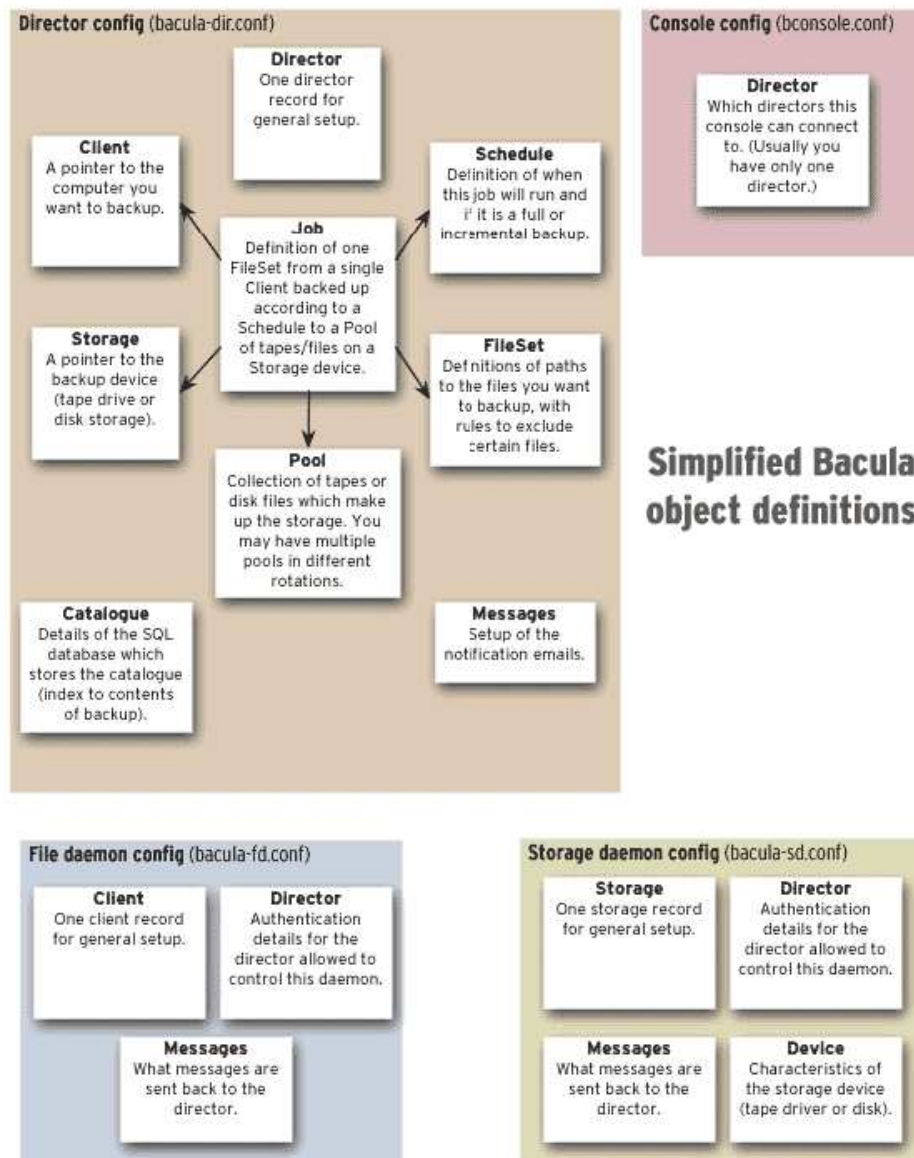 Director config (bacula-dir.conf)
Director
One director
record for
general setup.
Client
A pointer to the
computer you
want to backup.
Schedule
Definition of when
this job will run and
if it is a full or
incremental backup.
Job
Definition of one
FileSet from a single
Client backed up
according to a
Schedule to a Pool
of tapes/files on a
Storage device.
Storage
A pointer to the
backup device
(tape drive or
disk storage).
FileSet
Definitions of paths
to the files you want
to backup, with
rules to exclude
certain files.
Pool
Collection of tapes or
disk files which make
up the storage. You
may have multiple
pools in different
rotations.
Catalogue
Details of the SQL
database which
stores the catalogue
(index to contents
of backup).
Messages
Setup of the
notification emails.
Console config (bconsole.conf)
Director
Which directors this
console can connect
to. (Usually you
have only one
director.)
Simplified Bacula
object definitions
File daemon config (bacula-fd.conf)
Client
One client record
for general setup.
Director
Authentication
details for the
director allowed to
control this daemon.
Messages
What messages are
sent back to the
director.
Storage daemon config (bacula-sd.conf)
Storage
One storage record
for general setup.
Director
Authentication
details for the
director allowed to
control this daemon.
Messages
What messages are
sent back to the
director.
Device
Characteristics of
the storage device
(tape driver or disk).